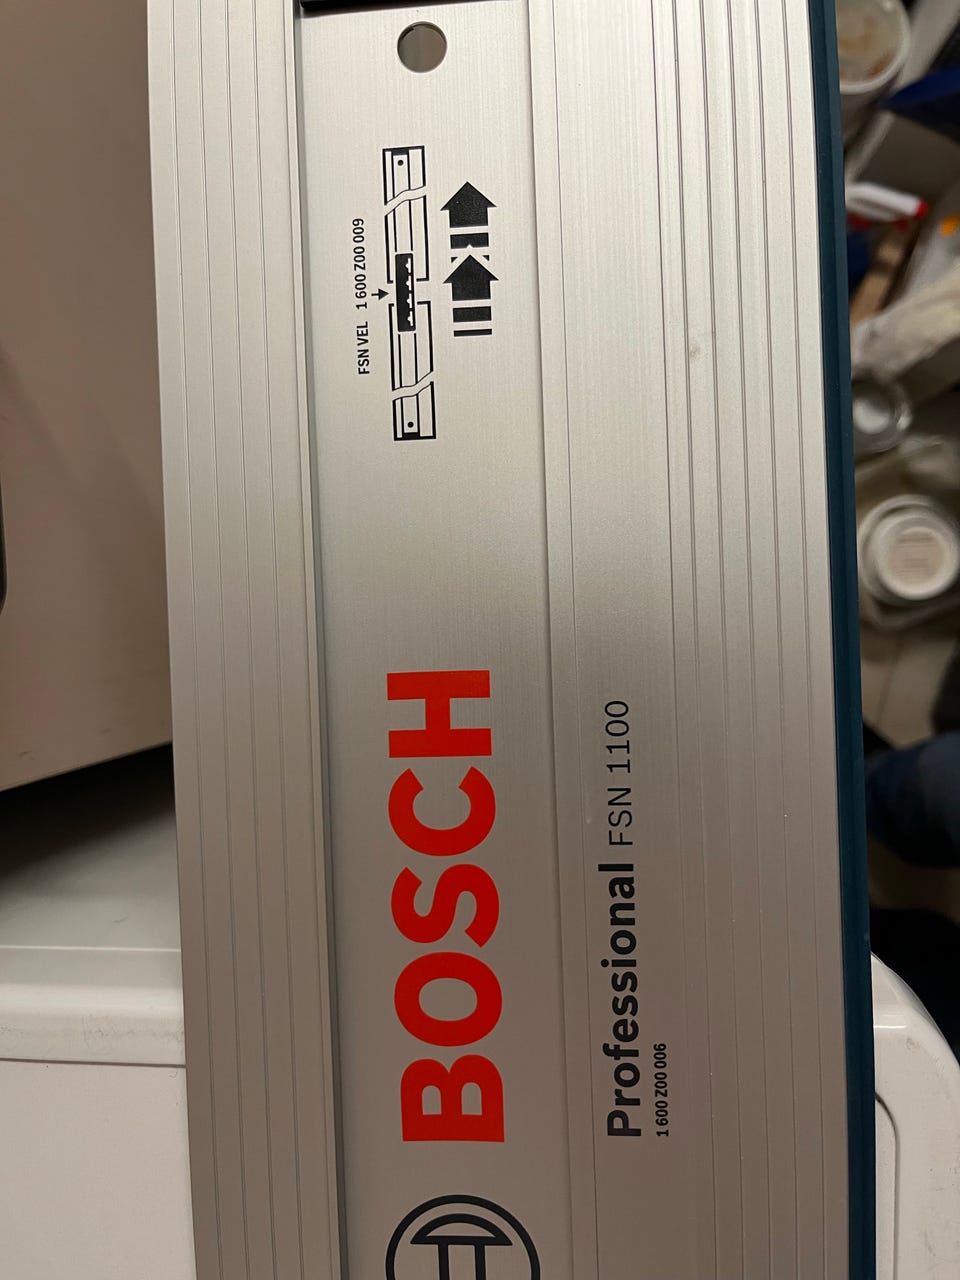 FSN VEL 1 600 Z00 009
BOSCH
Professional FSN 1100
1 600 Z00 006